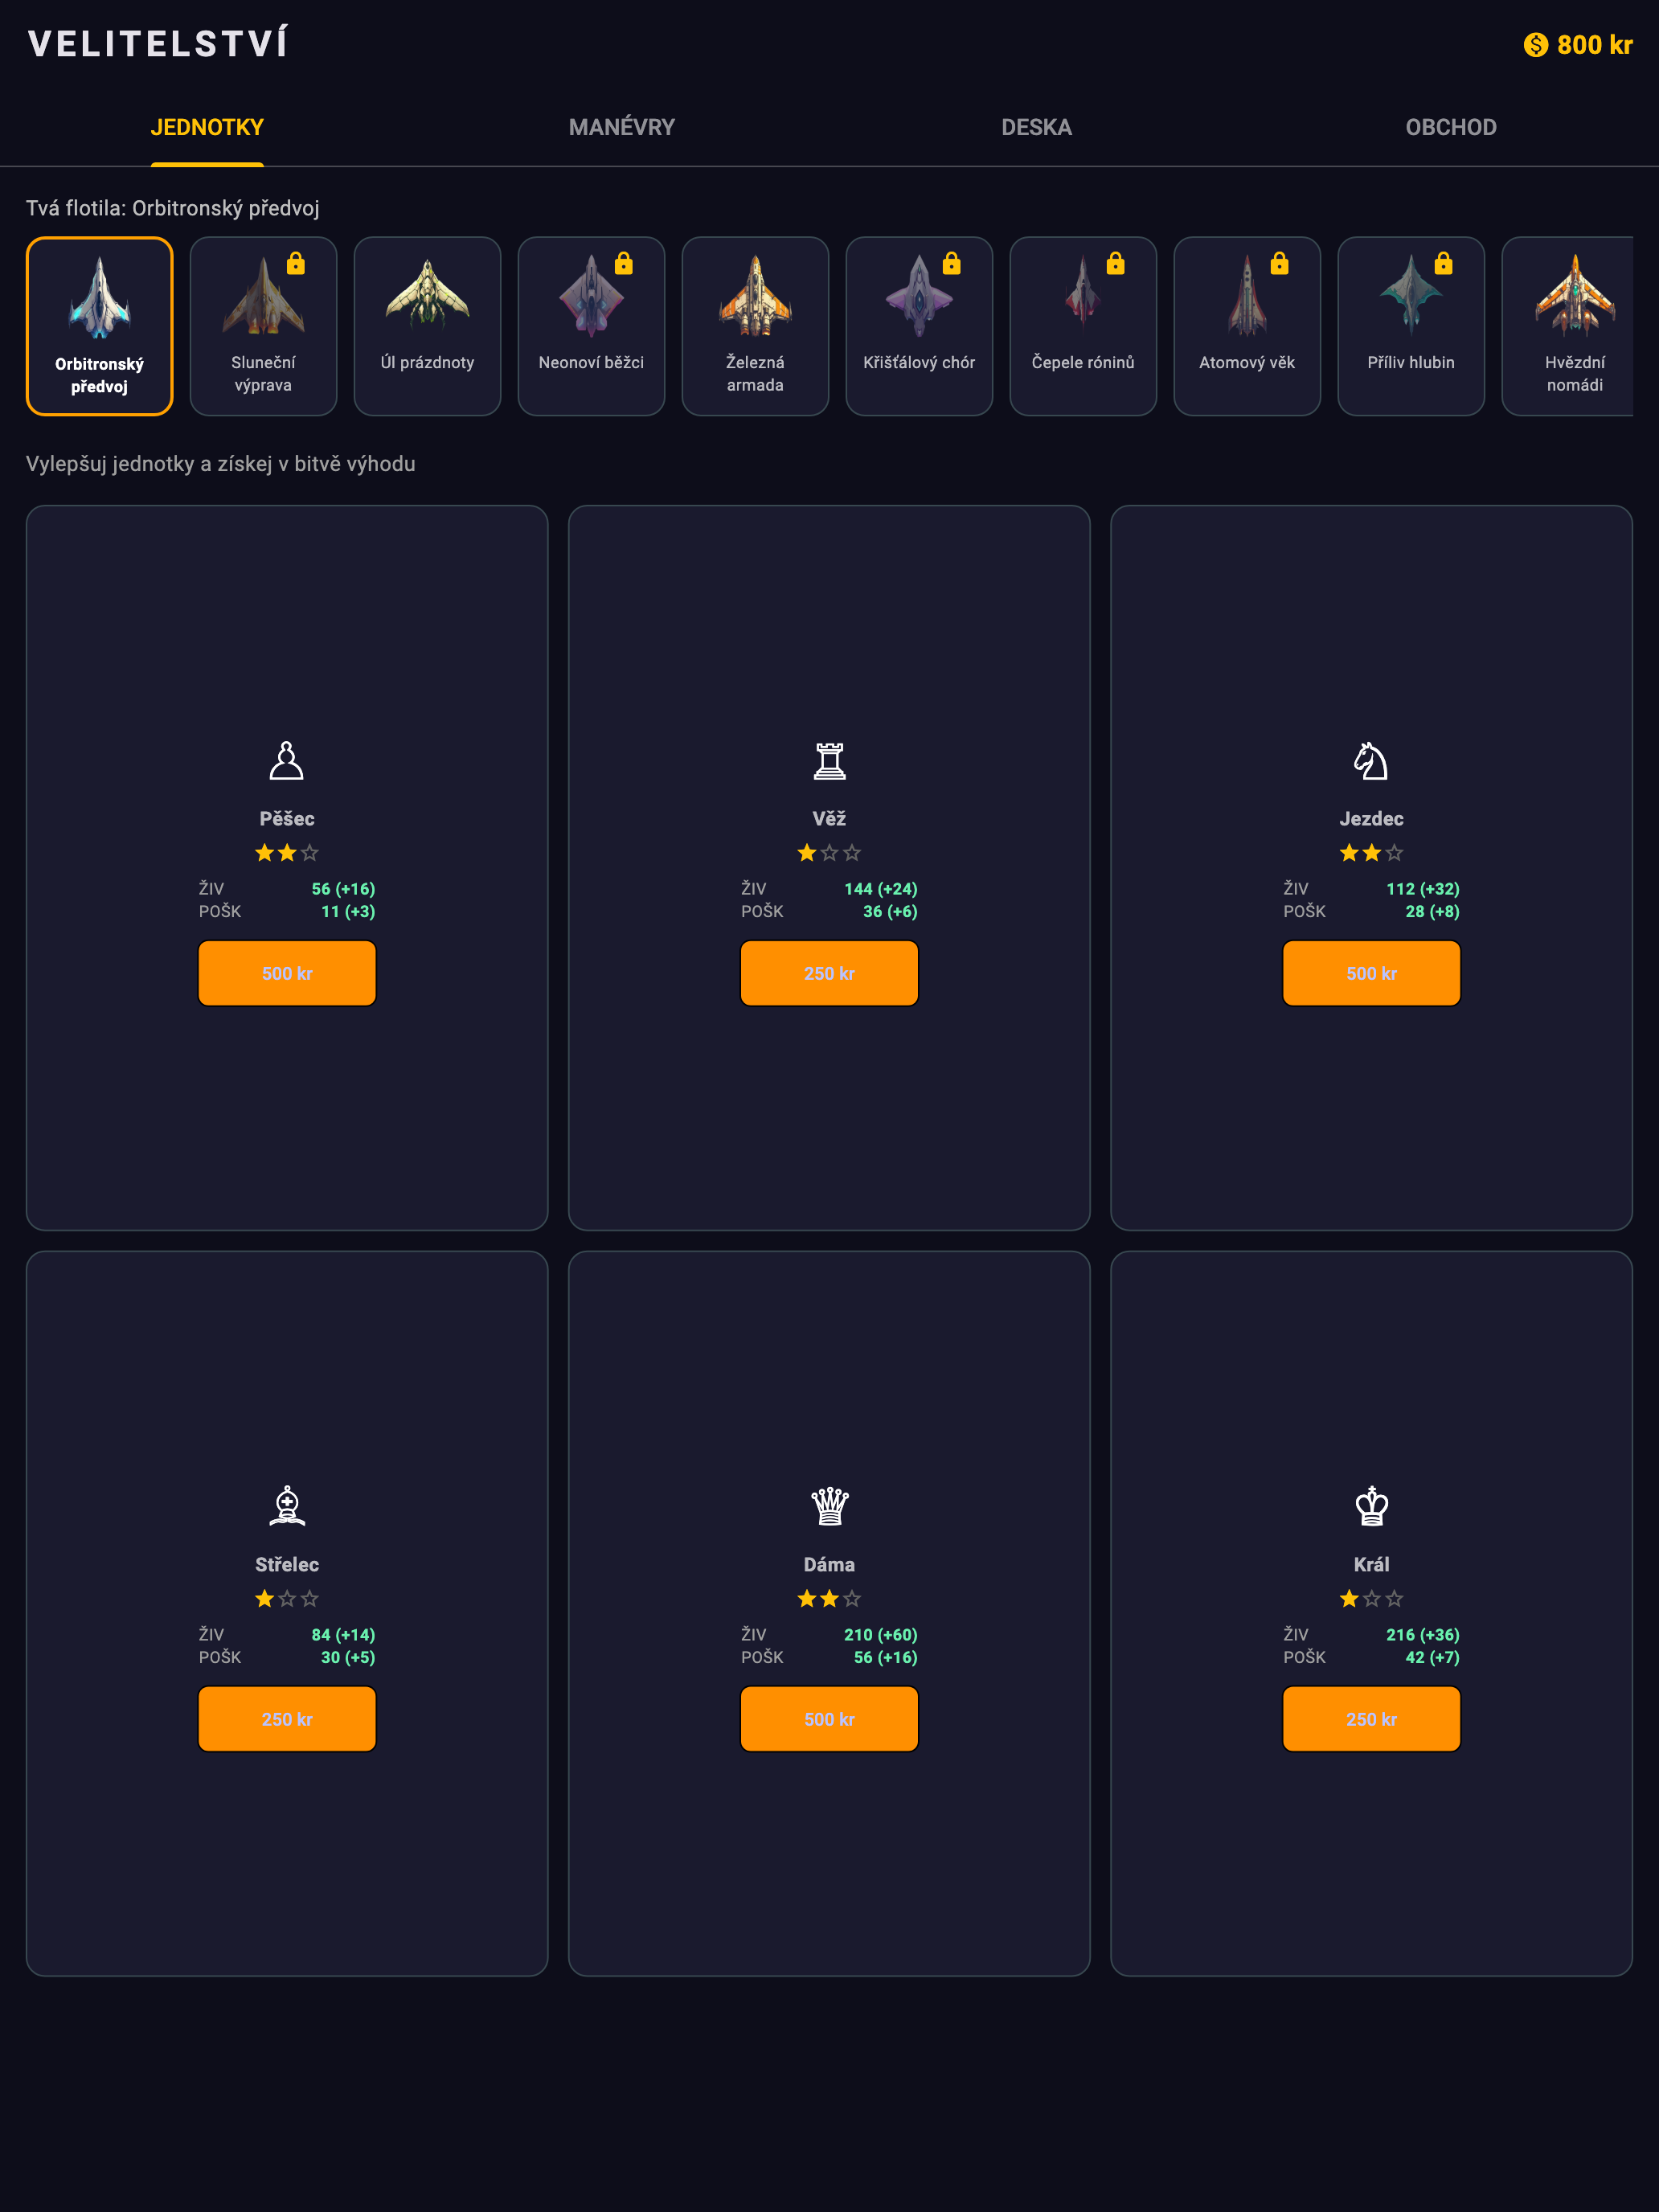 VELITELSTVÍ
800 kr
JEDNOTKY
MANÉVRY
DESKA
OBCHOD
Tvá flotila: Orbitronský předvoj
Orbitronský
předvoj
Sluneční
výprava
Úl prázdnoty
Neonoví běžci
Železná
armada
Křišťálový chór
Čepele róninů
Atomový věk
Příliv hlubin
Hvězdní
nomádi
Vylepšuj jednotky a získej v bitvě výhodu
Pěšec
ŽIV 56 (+16)
POŠK 11 (+3)
500 kr
Věž
ŽIV 144 (+24)
POŠK 36 (+6)
250 kr
Jezdec
ŽIV 112 (+32)
POŠK 28 (+8)
500 kr
Střelec
ŽIV 84 (+14)
POŠK 30 (+5)
250 kr
Dáma
ŽIV 210 (+60)
POŠK 56 (+16)
500 kr
Král
ŽIV 216 (+36)
POŠK 42 (+7)
250 kr